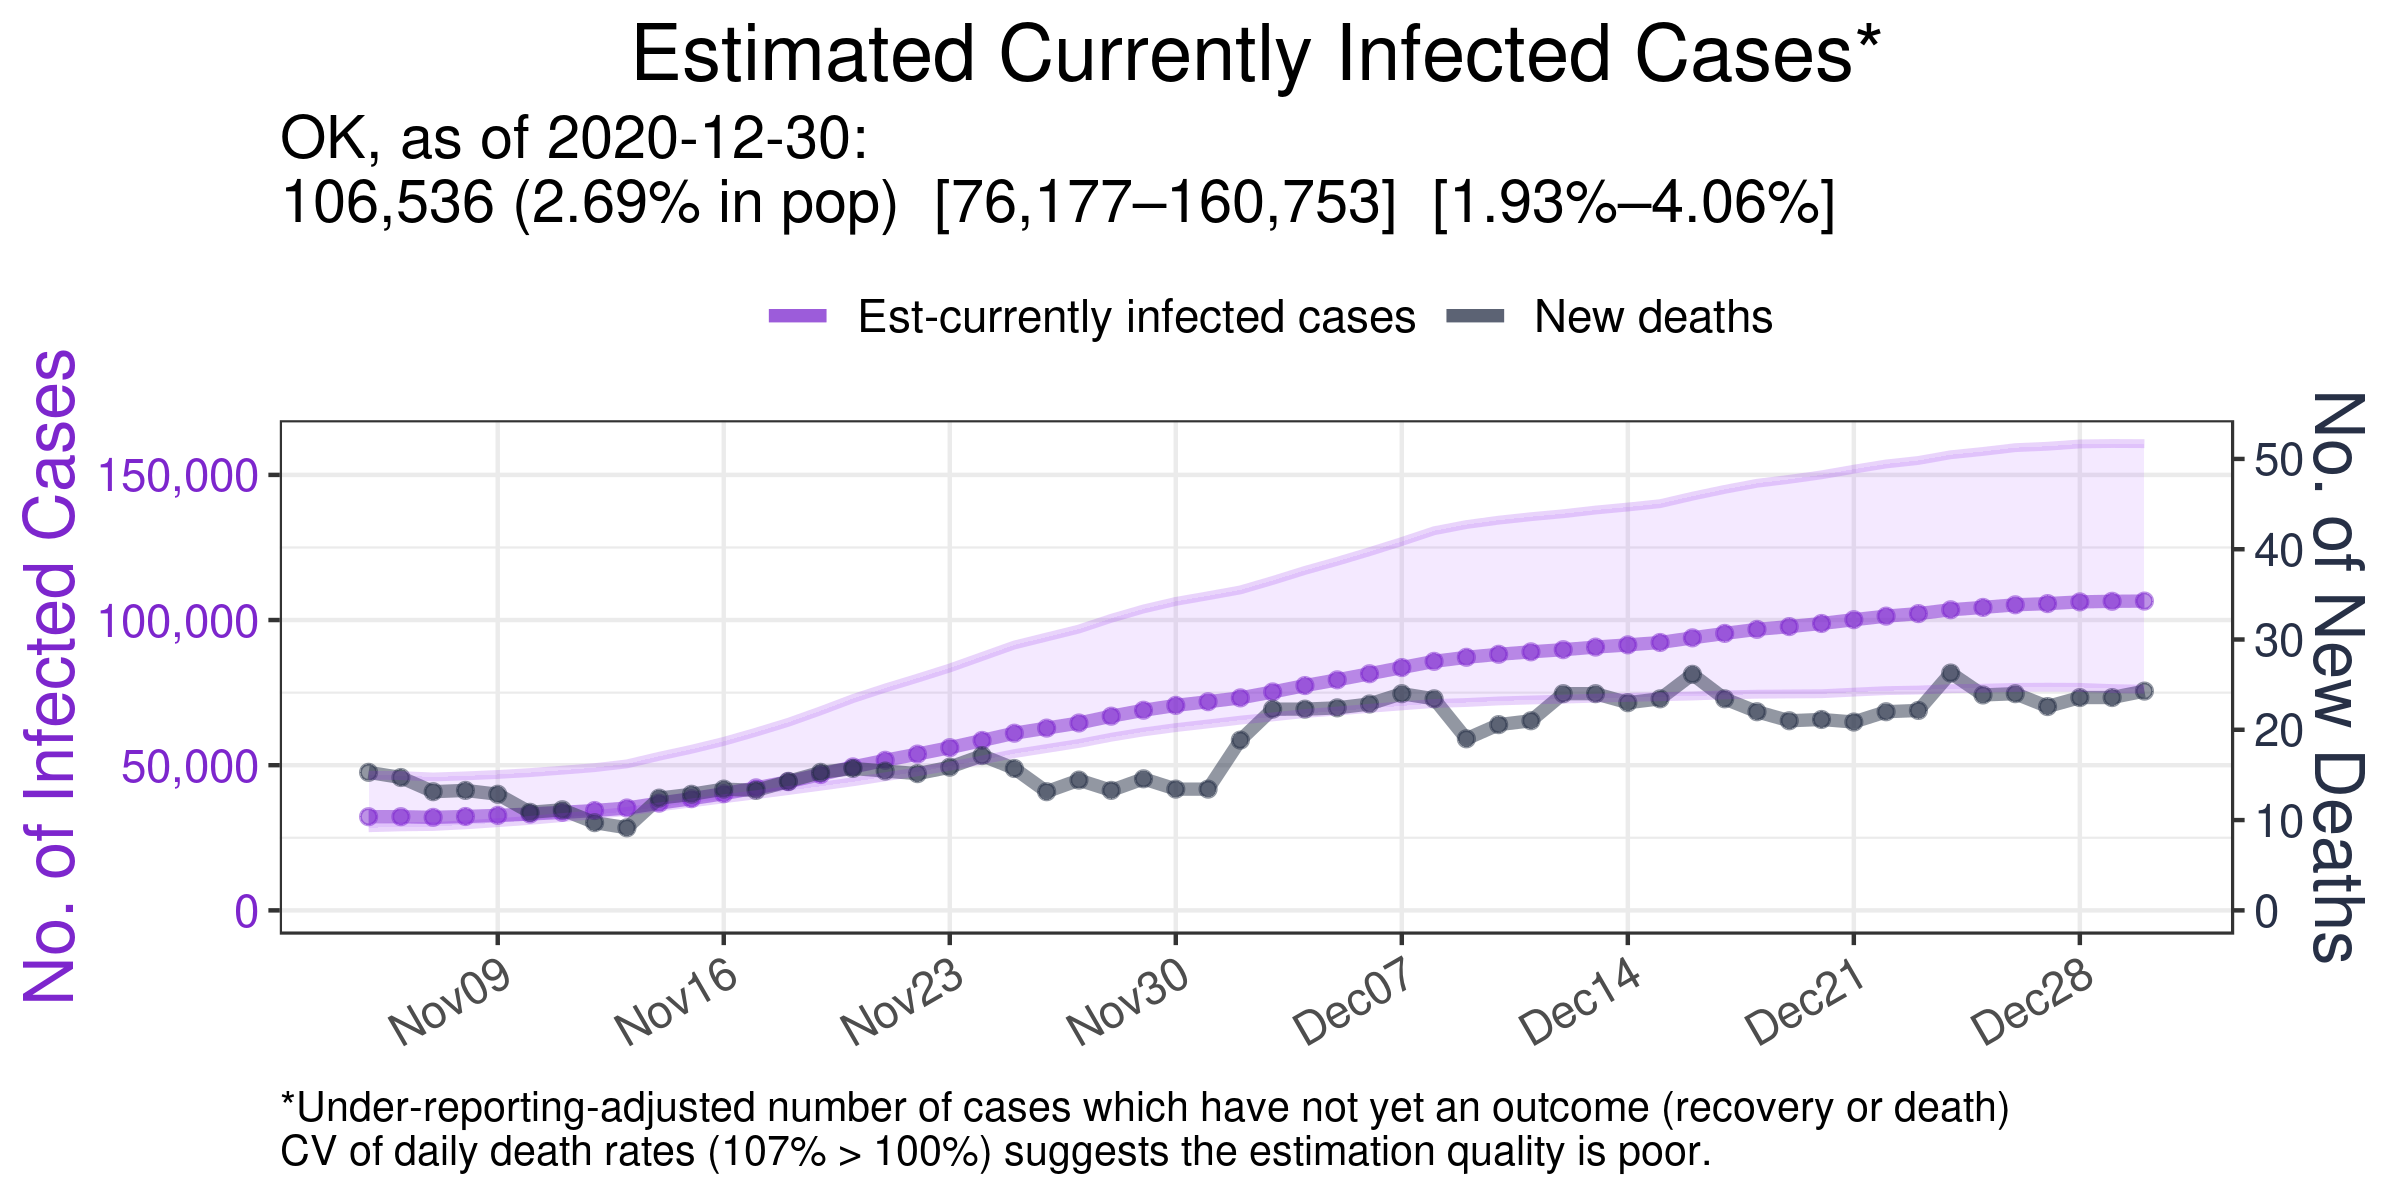 Estimated Currently Infected Cases*
OK, as of 2020-12-30:
106,536 (2.69% in pop)  [76,177–160,753]  [1.93%–4.06%]
Est-currently infected cases
New deaths
No. of Infected Cases
150,000
100,000
50,000
0
50
40
30
20
10
0
No. of New Deaths
Nov09
Nov16
Nov23
Nov30
Dec07
Dec14
Dec21
Dec28
*Under-reporting-adjusted number of cases which have not yet an outcome (recovery or death)
CV of daily death rates (107% > 100%) suggests the estimation quality is poor.